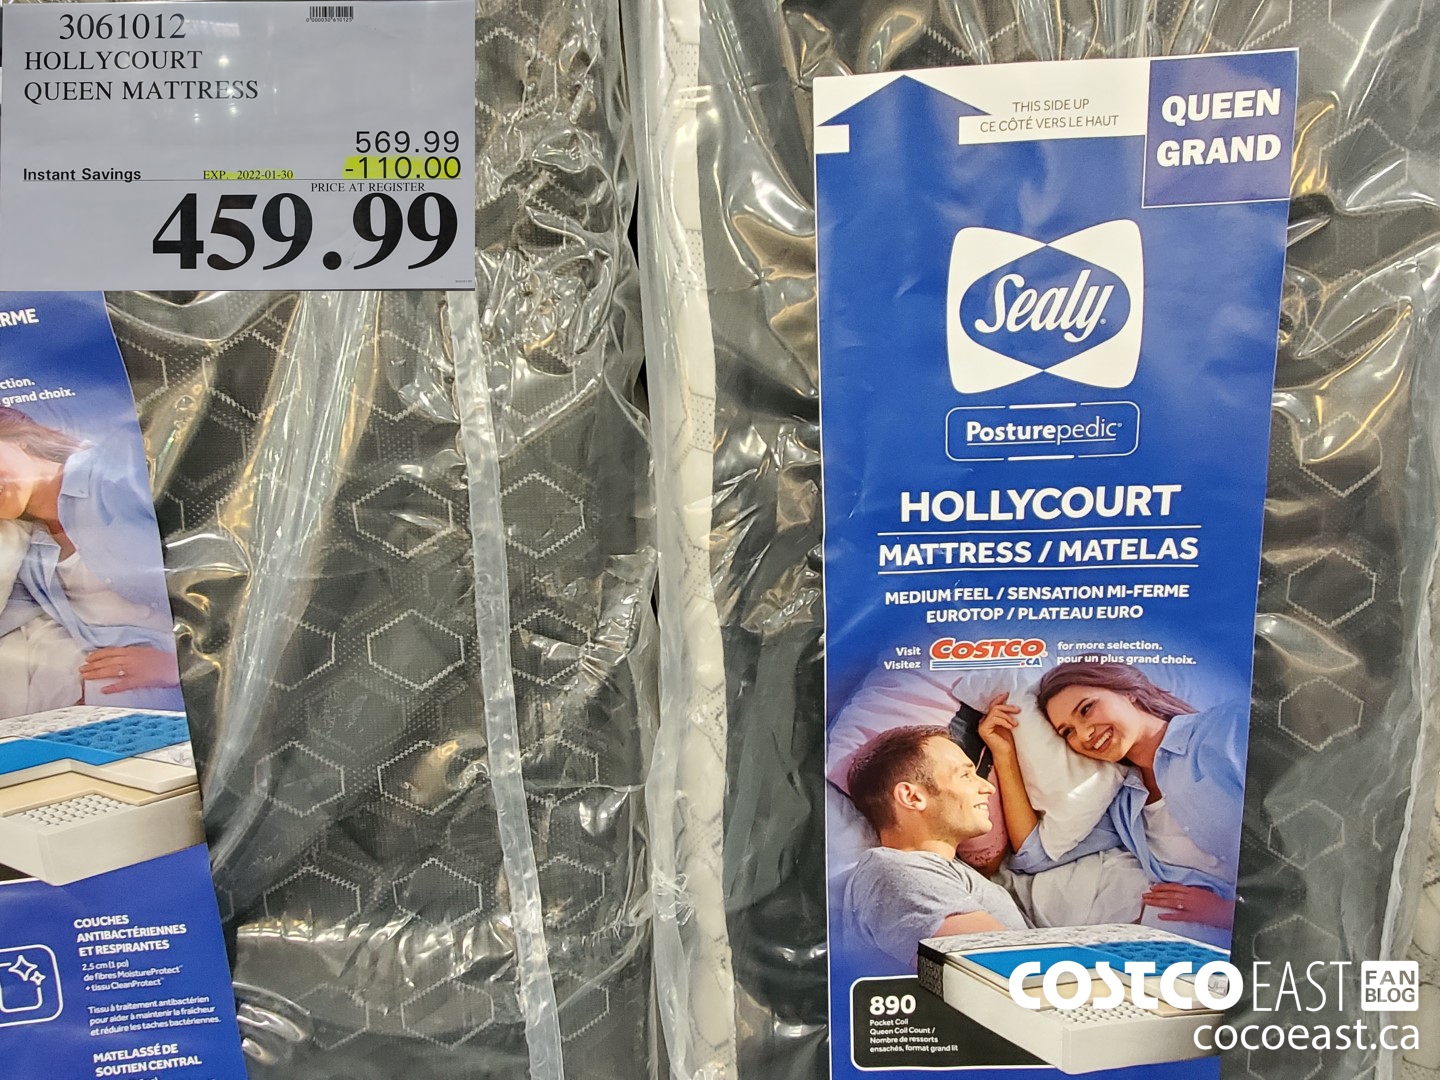 3061012
HOLLYCOURT
QUEEN MATTRESS
569.99
Instant Savings EXP. 2022-01-30 -110.00
PRICE AT REGISTER
459.99
ERME
ction.
grand choix.
COUCHES
ANTIBACTÉRIENNES
ET RESPIRANTES
2,5 cm (1 po)
de fibres MoistureProtect™
+ tissu CleanProtect™
Tissu à traitement antibactérien
pour aider à maintenir la fraîcheur
et réduire les taches bactériennes.
MATELASSÉ DE
SOUTIEN CENTRAL
THIS SIDE UP
CE CÔTÉ VERS LE HAUT
QUEEN
GRAND
Sealy®
Posturepedic®
HOLLYCOURT
MATTRESS / MATELAS
MEDIUM FEEL / SENSATION MI-FERME
EUROTOP / PLATEAU EURO
Visit COSTCO.CA for more selection.
Visitez pour un plus grand choix.
890
Pocket Coil
Queen Coil Count /
Nombre de ressorts
ensachés, format grand lit
COSTCO EAST FAN BLOG
cocoeast.ca